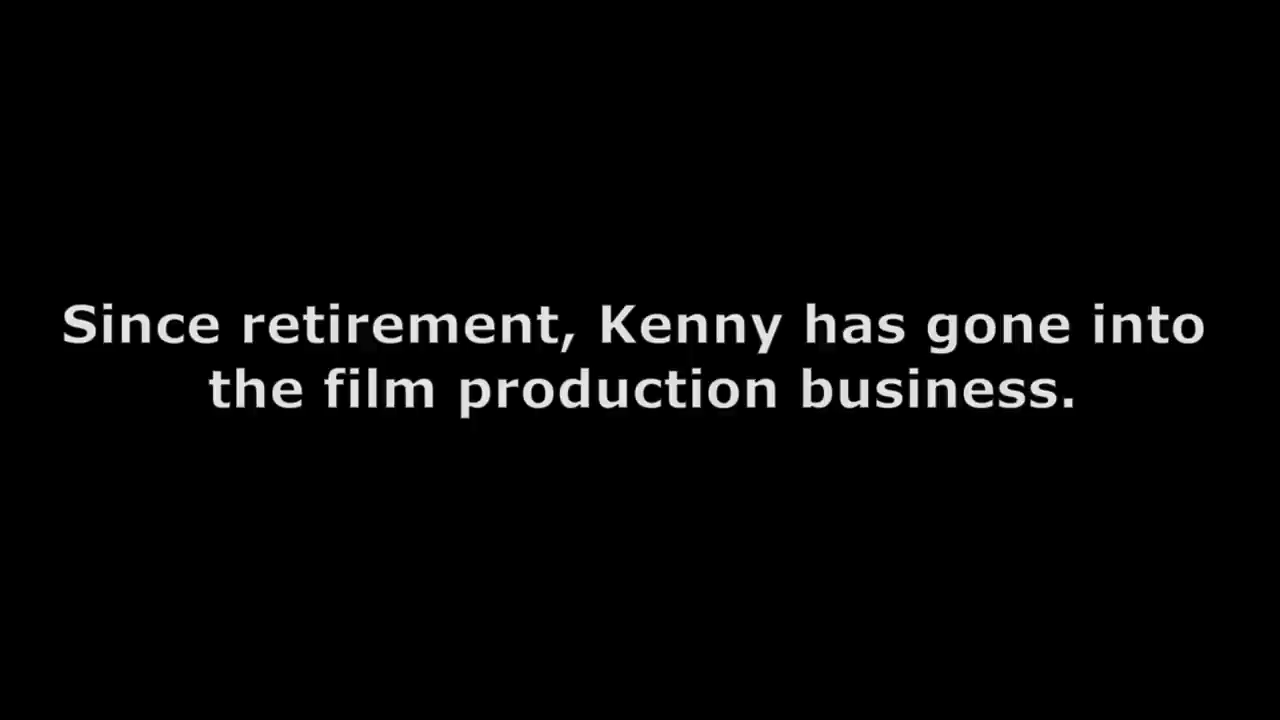 Since retirement, Kenny has gone into
the film production business.